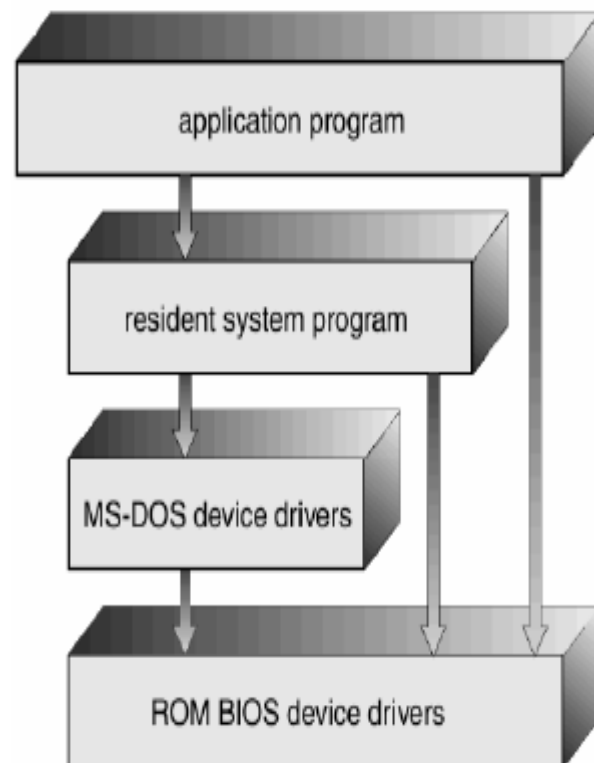 application program
resident system program
MS-DOS device drivers
ROM BIOS device drivers